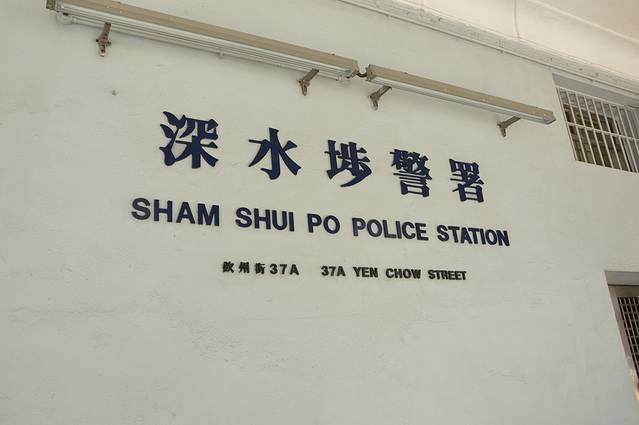 深水埗警署
SHAM SHUI PO POLICE STATION
欽州街37A 37A YEN CHOW STREET